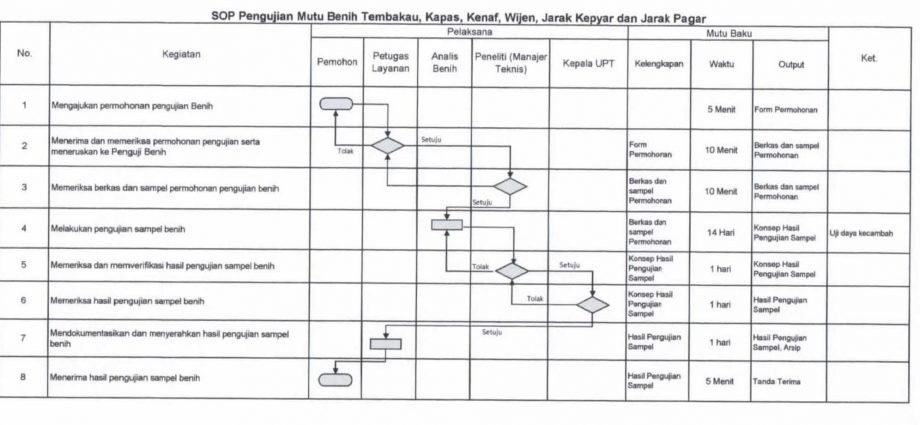 SOP Pengujian Mutu Benih Tembakau, Kapas, Kenaf, Wijen, Jarak Kepyar dan Jarak Pagar
No.
Kegiatan
Pelaksana
Mutu Baku
Ket.
Pemohon
Petugas
Layanan
Analis
Benih
Peneliti (Manajer
Teknis)
Kepala UPT
Kelengkapan
Waktu
Output
1
Mengajukan permohonan pengujian Benih
5 Menit
Form Permohonan
2
Menerima dan memeriksa permohonan pengujian serta
meneruskan ke Penguji Benih
Tolak
Setuju
Form
Permohonan
10 Menit
Berkas dan sampel
Permohonan
3
Memeriksa berkas dan sampel permohonan pengujian benih
Setuju
Berkas dan
sampel
Permohonan
10 Menit
Berkas dan sampel
Permohonan
4
Melakukan pengujian sampel benih
Berkas dan
sampel
Permohonan
14 Hari
Konsep Hasil
Pengujian Sampel
Uji daya kecambah
5
Memeriksa dan memverifikasi hasil pengujian sampel benih
Tolak
Setuju
Konsep Hasil
Pengujian
Sampel
1 hari
Konsep Hasil
Pengujian Sampel
6
Memeriksa hasil pengujian sampel benih
Tolak
Konsep Hasil
Pengujian
Sampel
1 hari
Hasil Pengujian
Sampel
7
Mendokumentasikan dan menyerahkan hasil pengujian sampel
benih
Setuju
Hasil Pengujian
Sampel
1 hari
Hasil Pengujian
Sampel, Arsip
8
Menerima hasil pengujian sampel benih
Hasil Pengujian
Sampel
5 Menit
Tanda Terima